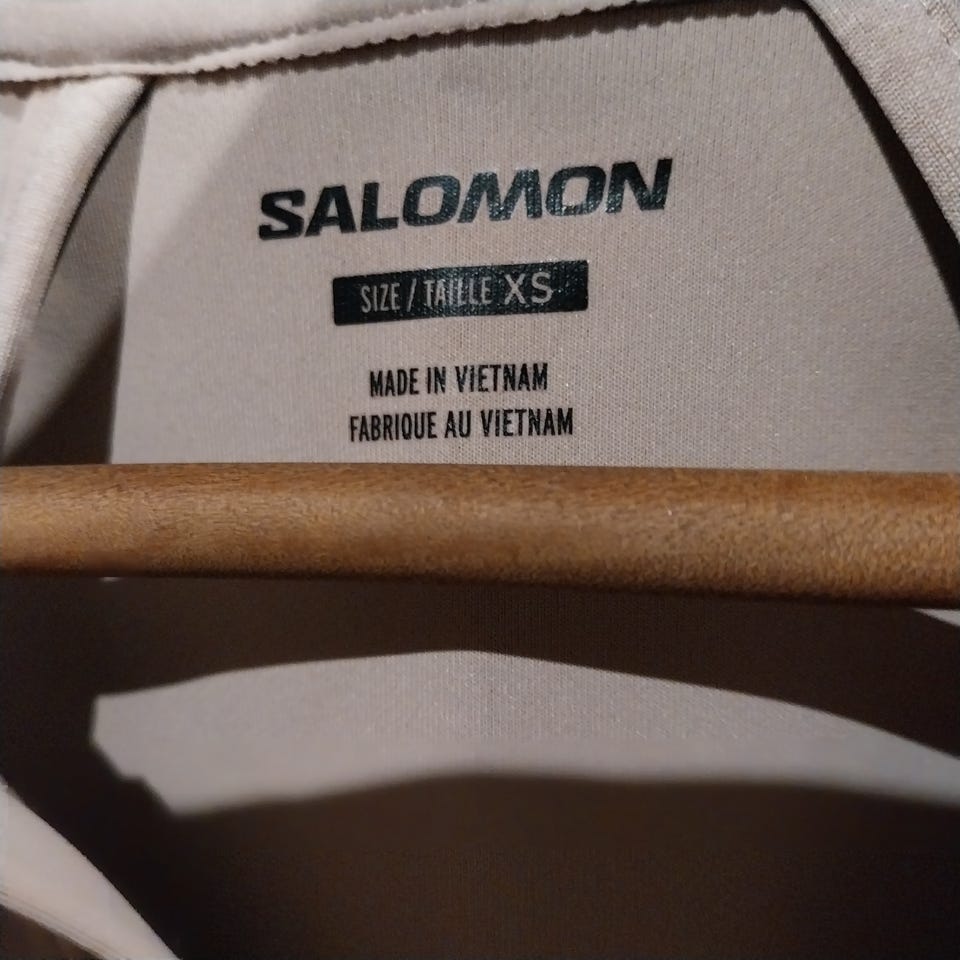 SALOMON
SIZE / TAILLE XS
MADE IN VIETNAM
FABRIQUE AU VIETNAM